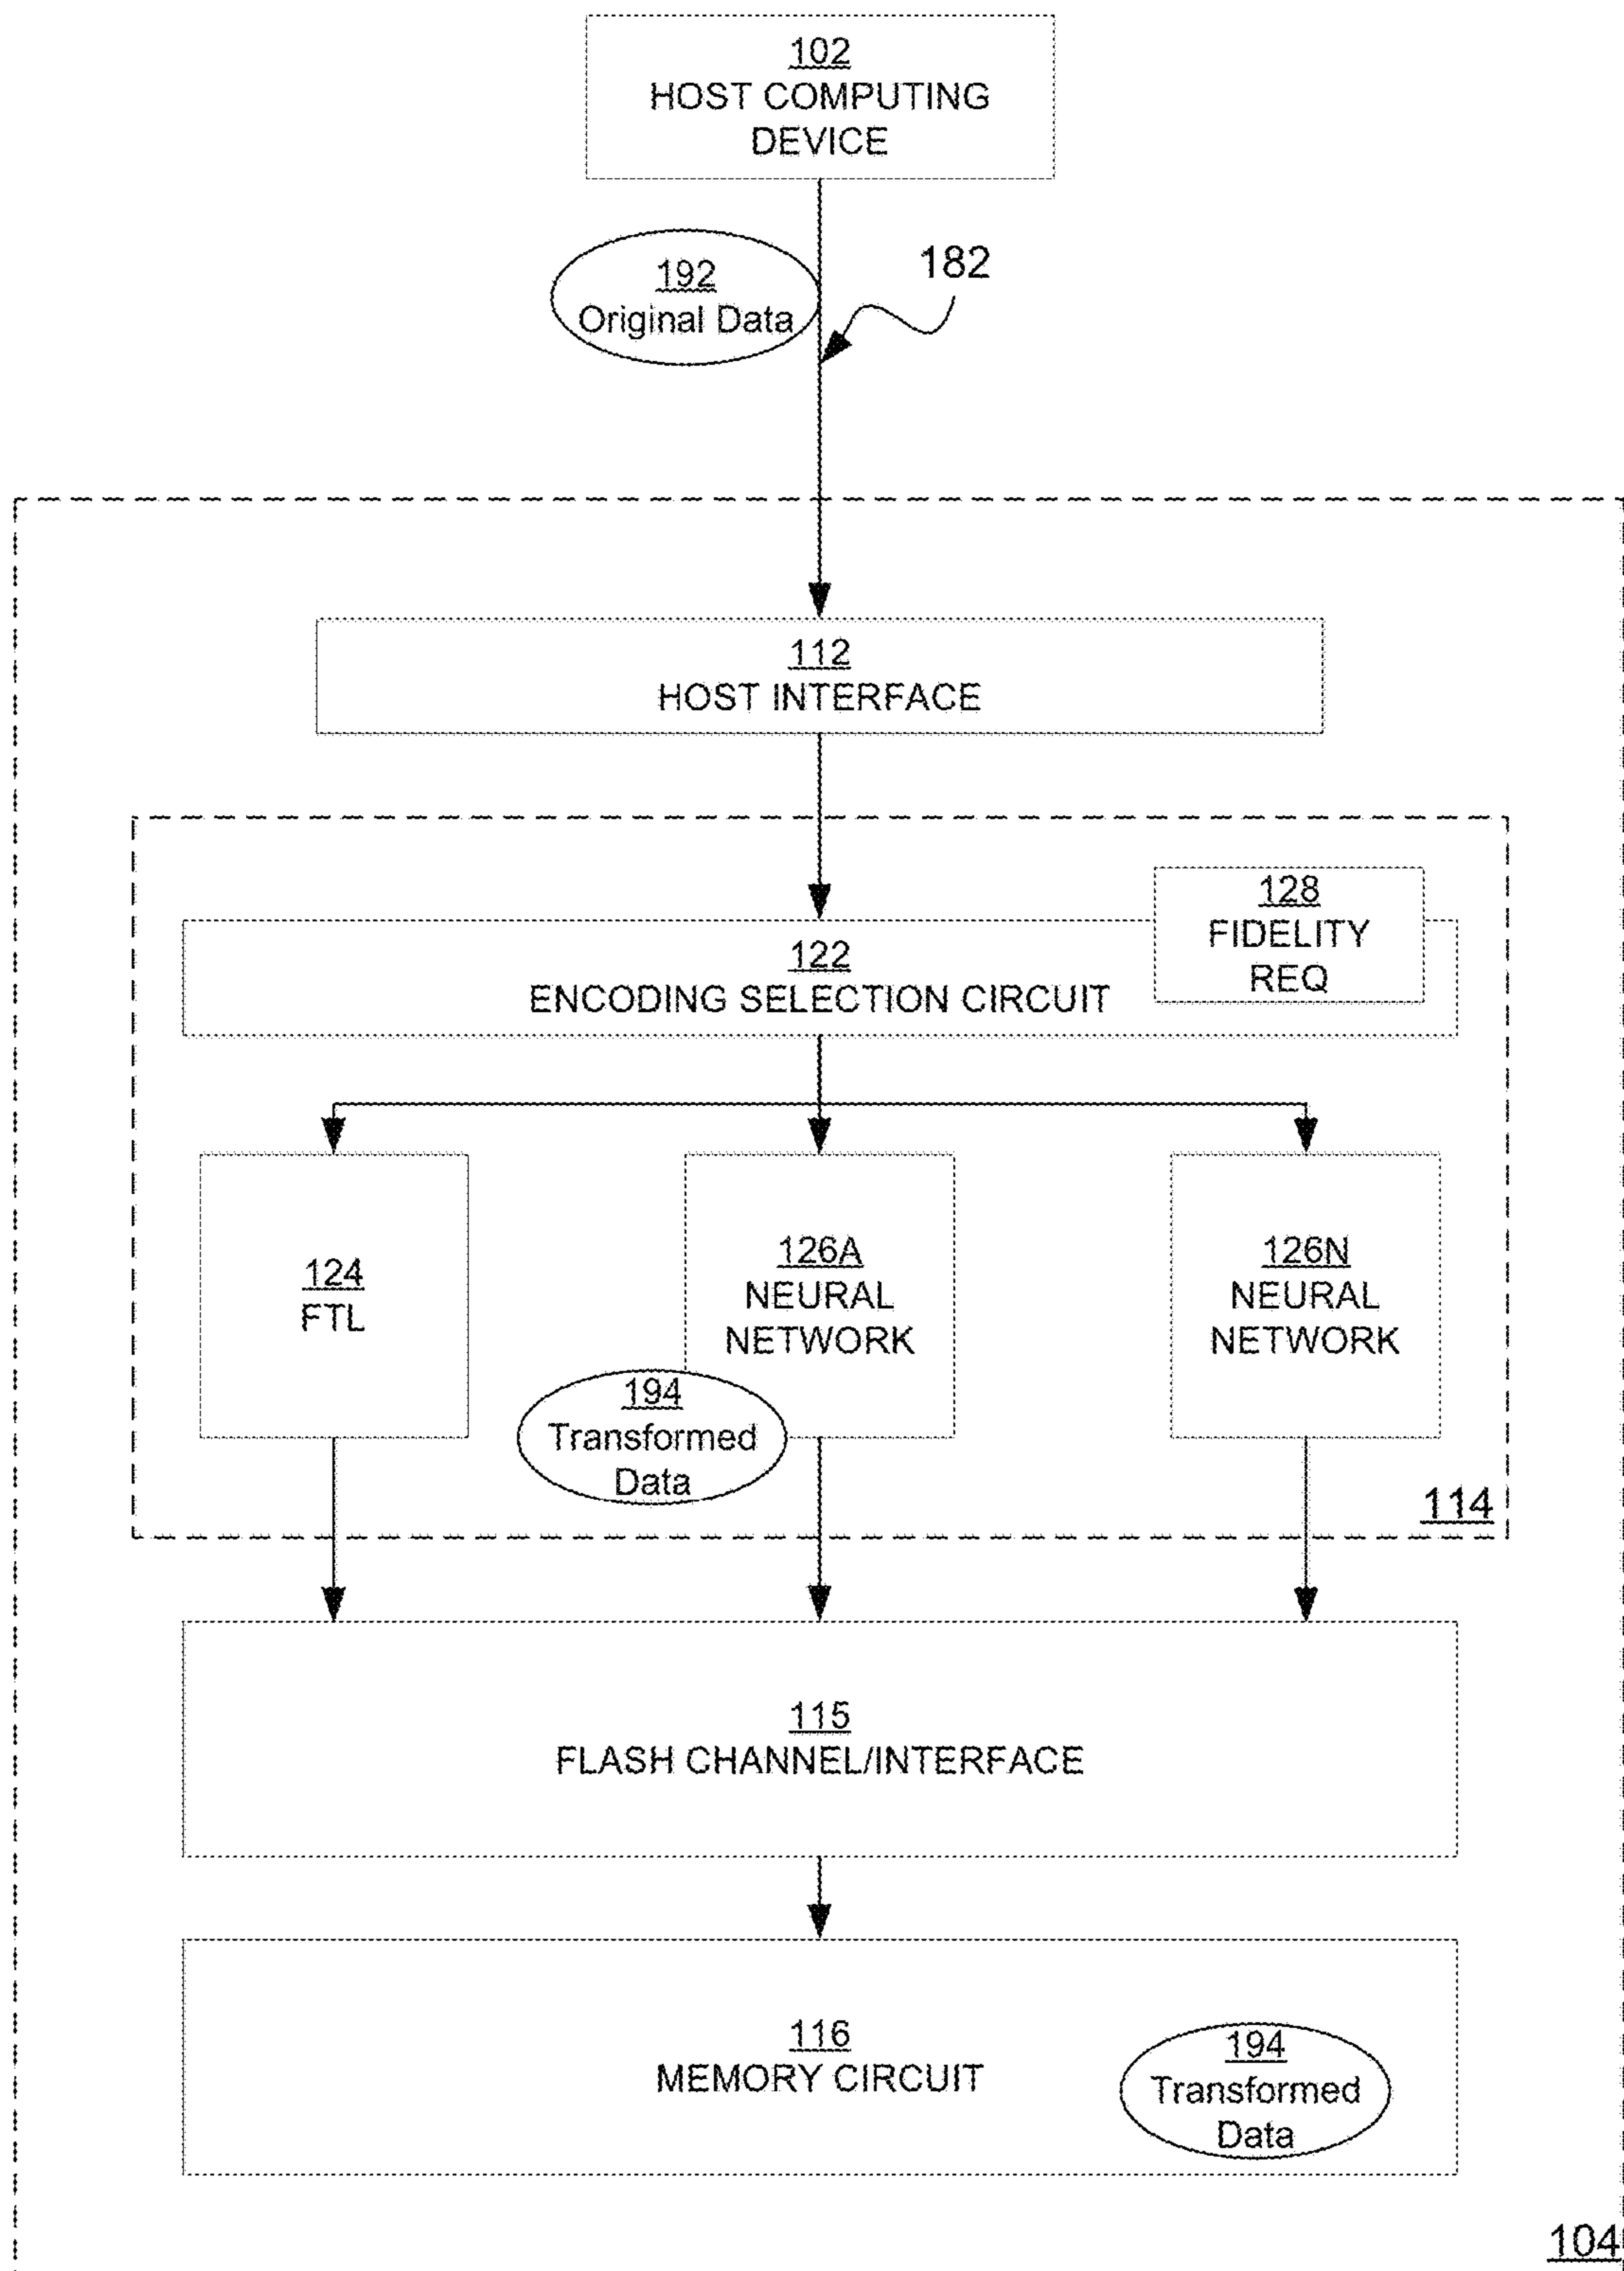 102
HOST COMPUTING
DEVICE
192
Original Data
182
112
HOST INTERFACE
128
FIDELITY
REQ
122
ENCODING SELECTION CIRCUIT
124
FTL
126A
NEURAL
NETWORK
126N
NEURAL
NETWORK
194
Transformed
Data
114
115
FLASH CHANNEL/INTERFACE
116
MEMORY CIRCUIT
194
Transformed
Data
104